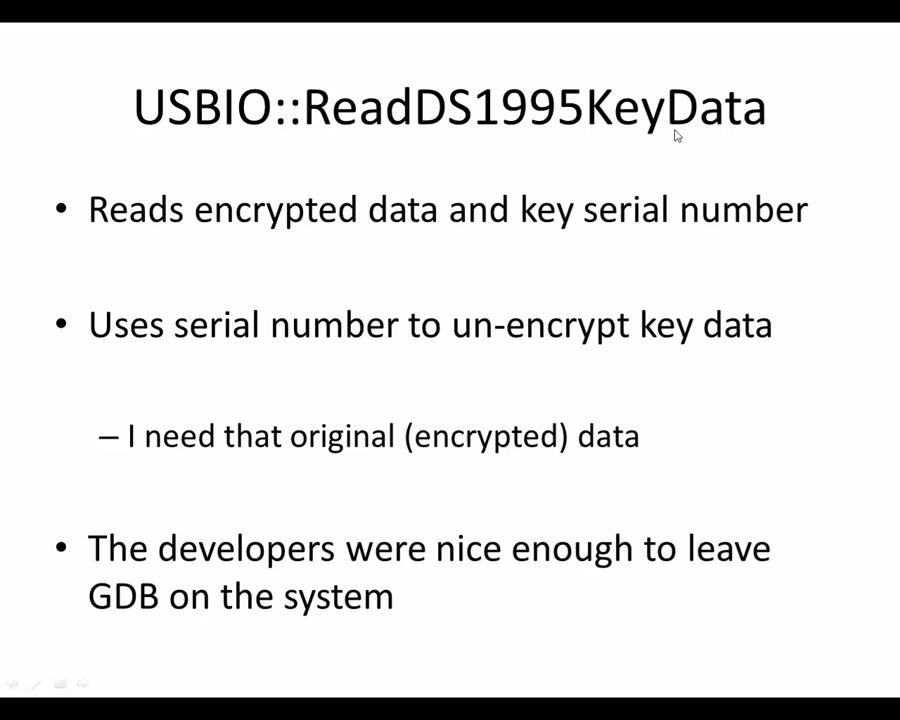 USBIO::ReadDS1995KeyData
• Reads encrypted data and key serial number
• Uses serial number to un-encrypt key data
– I need that original (encrypted) data
• The developers were nice enough to leave
GDB on the system